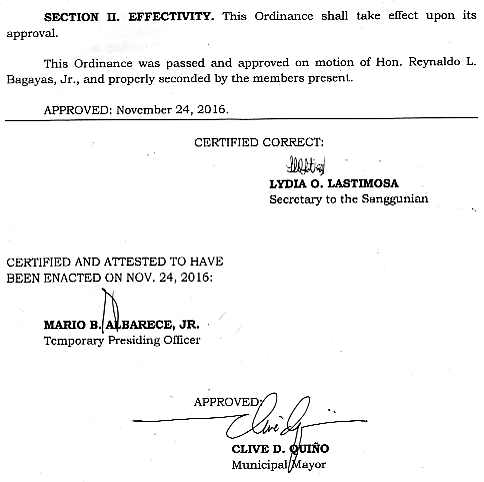 SECTION II. EFFECTIVITY. This Ordinance shall take effect upon its
approval.
This Ordinance was passed and approved on motion of Hon. Reynaldo L.
Bagayas, Jr., and properly seconded by the members present.
APPROVED: November 24, 2016.
CERTIFIED CORRECT:
LYDIA O. LASTIMOSA
Secretary to the Sanggunian
CERTIFIED AND ATTESTED TO HAVE
BEEN ENACTED ON NOV. 24, 2016:
MARIO B. ALBARECE, JR.
Temporary Presiding Officer
APPROVED:
CLIVE D. QUIÑO
Municipal Mayor